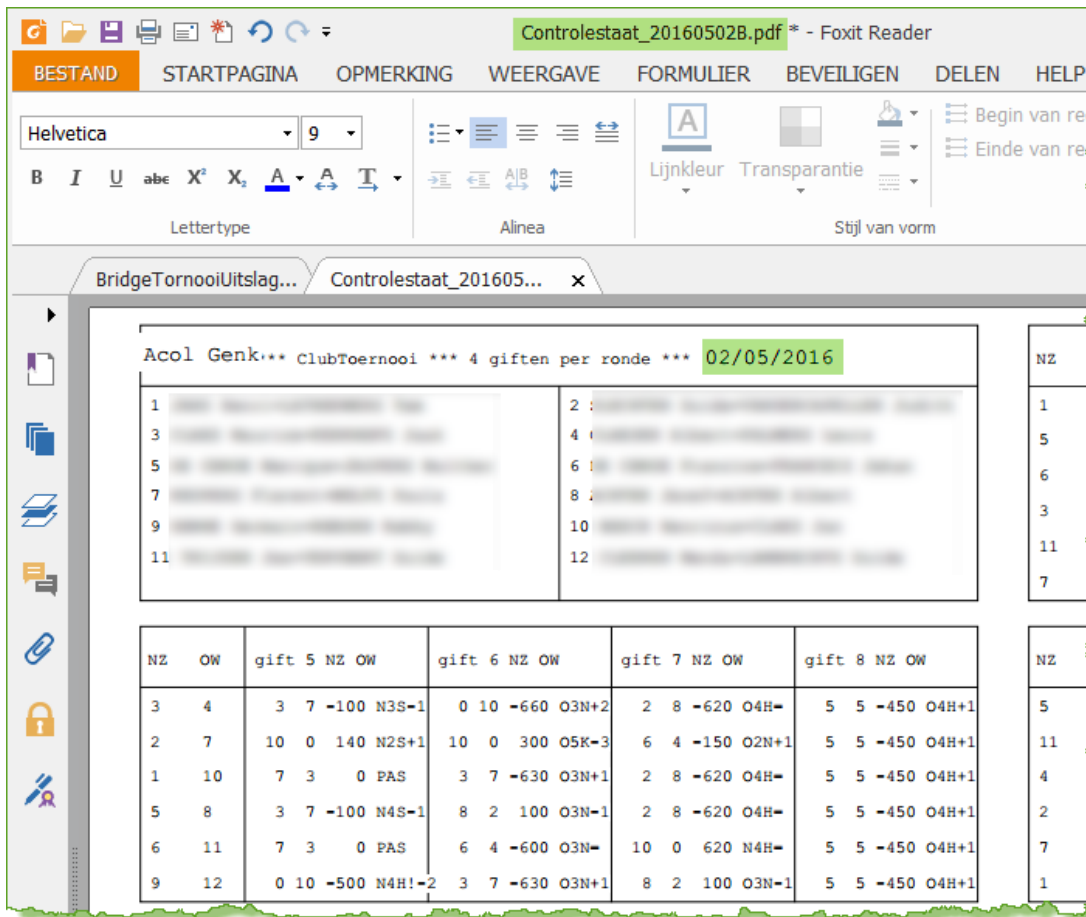 Controlestaat_20160502B.pdf * - Foxit Reader
BESTAND STARTPAGINA OPMERKING WEERGAVE FORMULIER BEVEILIGEN DELEN HELP
Helvetica 9
Begin van re
Einde van re
B I U abc X² X₂ A A T A|B
Lijnkleur Transparantie
Lettertype Alinea Stijl van vorm
BridgeTornooiUitslag... Controlestaat_201605... x
Acol Genk *** ClubToernooi *** 4 giften per ronde *** 02/05/2016 NZ
1 2 1
3 4 5
5 6 6
7 8 3
9 10 11
11 12 7
NZ OW gift 5 NZ OW gift 6 NZ OW gift 7 NZ OW gift 8 NZ OW NZ
3 4 3 7 -100 N3S-1 0 10 -660 O3N+2 2 8 -620 O4H= 5 5 -450 O4H+1 5
2 7 10 0 140 N2S+1 10 0 300 O5K-3 6 4 -150 O2N+1 5 5 -450 O4H+1 11
1 10 7 3 0 PAS 3 7 -630 O3N+1 2 8 -620 O4H= 5 5 -450 O4H+1 4
5 8 3 7 -100 N4S-1 8 2 100 O3N-1 2 8 -620 O4H= 5 5 -450 O4H+1 2
6 11 7 3 0 PAS 6 4 -600 O3N= 10 0 620 N4H= 5 5 -450 O4H+1 7
9 12 0 10 -500 N4H!-2 3 7 -630 O3N+1 8 2 100 O3N-1 5 5 -450 O4H+1 1